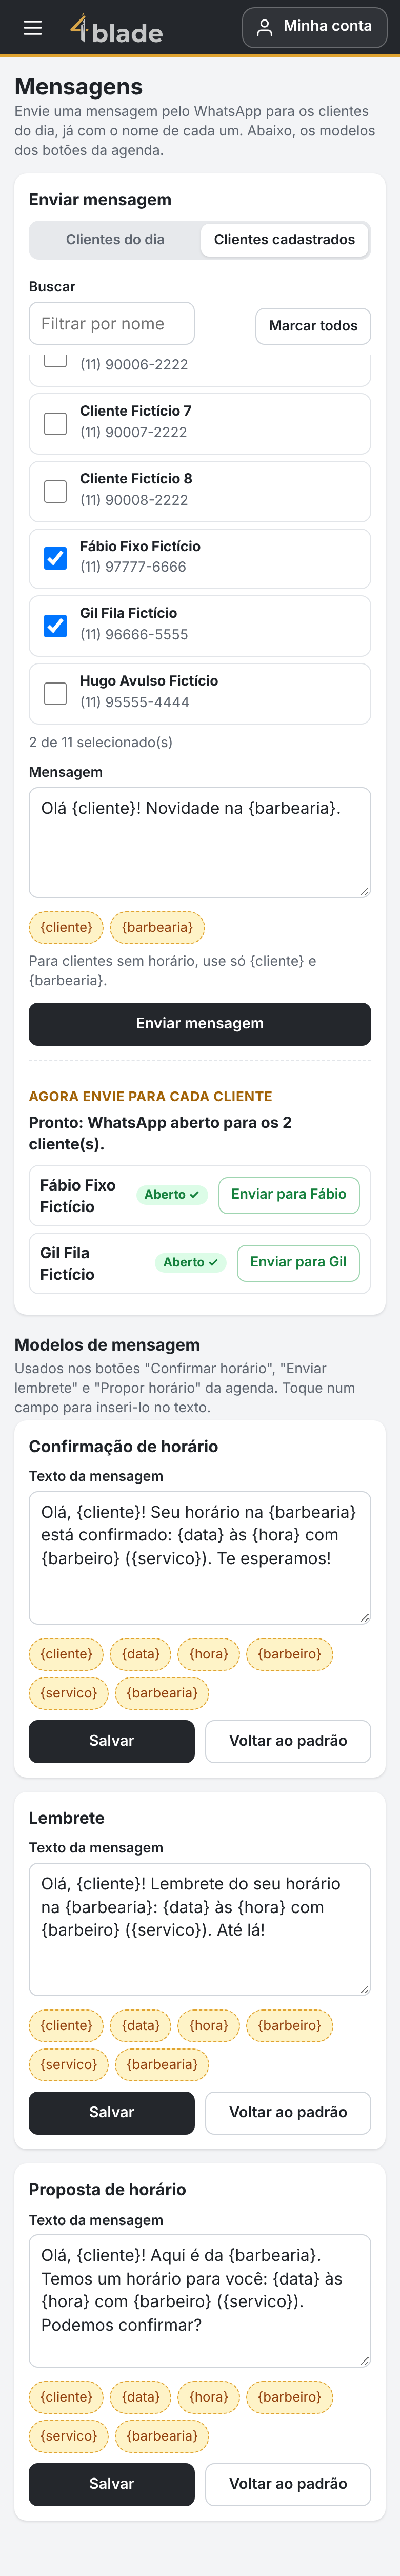 4blade
Minha conta
Mensagens
Envie uma mensagem pelo WhatsApp para os clientes
do dia, já com o nome de cada um. Abaixo, os modelos
dos botões da agenda.
Enviar mensagem
Clientes do dia
Clientes cadastrados
Buscar
Filtrar por nome
Marcar todos
(11) 90006-2222
Cliente Fictício 7
(11) 90007-2222
Cliente Fictício 8
(11) 90008-2222
Fábio Fixo Fictício
(11) 97777-6666
Gil Fila Fictício
(11) 96666-5555
Hugo Avulso Fictício
(11) 95555-4444
2 de 11 selecionado(s)
Mensagem
Olá {cliente}! Novidade na {barbearia}.
{cliente}
{barbearia}
Para clientes sem horário, use só {cliente} e
{barbearia}.
Enviar mensagem
AGORA ENVIE PARA CADA CLIENTE
Pronto: WhatsApp aberto para os 2
cliente(s).
Fábio Fixo
Fictício
Aberto ✓
Enviar para Fábio
Gil Fila
Fictício
Aberto ✓
Enviar para Gil
Modelos de mensagem
Usados nos botões "Confirmar horário", "Enviar
lembrete" e "Propor horário" da agenda. Toque num
campo para inseri-lo no texto.
Confirmação de horário
Texto da mensagem
Olá, {cliente}! Seu horário na {barbearia}
está confirmado: {data} às {hora} com
{barbeiro} ({servico}). Te esperamos!
{cliente}
{data}
{hora}
{barbeiro}
{servico}
{barbearia}
Salvar
Voltar ao padrão
Lembrete
Texto da mensagem
Olá, {cliente}! Lembrete do seu horário
na {barbearia}: {data} às {hora} com
{barbeiro} ({servico}). Até lá!
{cliente}
{data}
{hora}
{barbeiro}
{servico}
{barbearia}
Salvar
Voltar ao padrão
Proposta de horário
Texto da mensagem
Olá, {cliente}! Aqui é da {barbearia}.
Temos um horário para você: {data} às
{hora} com {barbeiro} ({servico}).
Podemos confirmar?
{cliente}
{data}
{hora}
{barbeiro}
{servico}
{barbearia}
Salvar
Voltar ao padrão